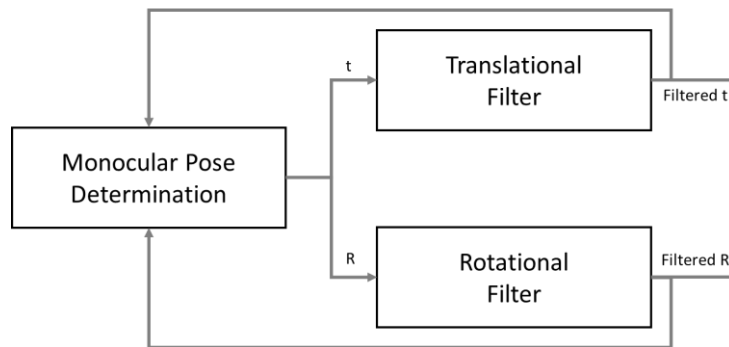 t
Translational
Filter
Filtered t
Monocular Pose
Determination
R
Rotational
Filter
Filtered R